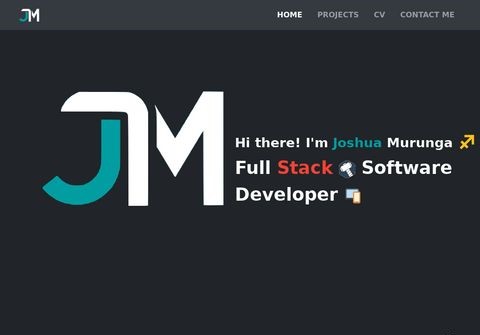 JM
HOME PROJECTS CV CONTACT ME
JM
Hi there! I'm Joshua Murunga
Full Stack Software
Developer